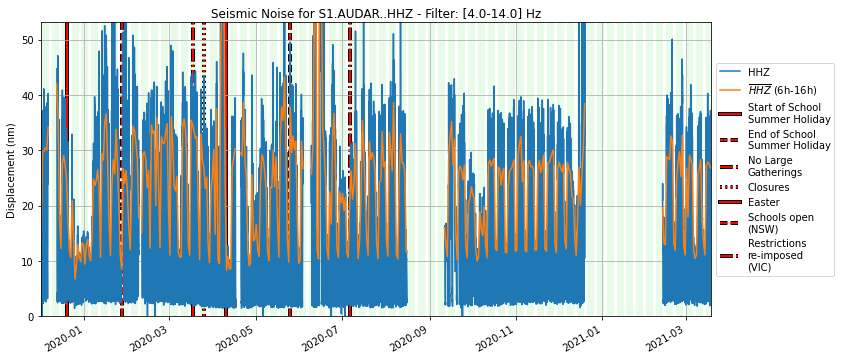 Seismic Noise for S1.AUDAR..HHZ - Filter: [4.0-14.0] Hz
Displacement (nm)
50
40
30
20
10
0
2020-01
2020-03
2020-05
2020-07
2020-09
2020-11
2021-01
2021-03
HHZ
HHZ (6h-16h)
Start of School
Summer Holiday
End of School
Summer Holiday
No Large
Gatherings
Closures
Easter
Schools open
(NSW)
Restrictions
re-imposed
(VIC)